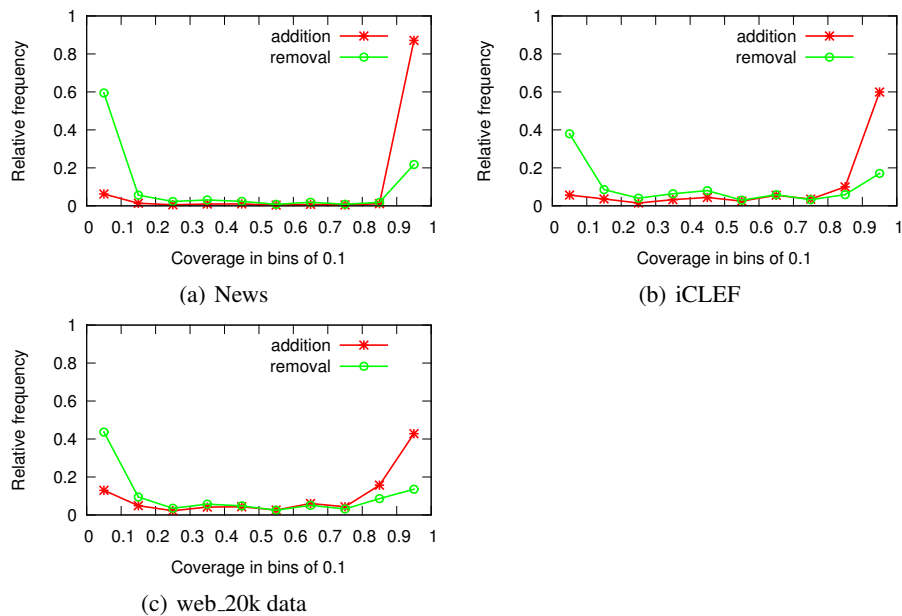 1
0.8
0.6
0.4
0.2
0
Relative frequency
addition
removal
0 0.1 0.2 0.3 0.4 0.5 0.6 0.7 0.8 0.9 1
Coverage in bins of 0.1
(a) News
1
0.8
0.6
0.4
0.2
0
Relative frequency
addition
removal
0 0.1 0.2 0.3 0.4 0.5 0.6 0.7 0.8 0.9 1
Coverage in bins of 0.1
(b) iCLEF
1
0.8
0.6
0.4
0.2
0
Relative frequency
addition
removal
0 0.1 0.2 0.3 0.4 0.5 0.6 0.7 0.8 0.9 1
Coverage in bins of 0.1
(c) web_20k data